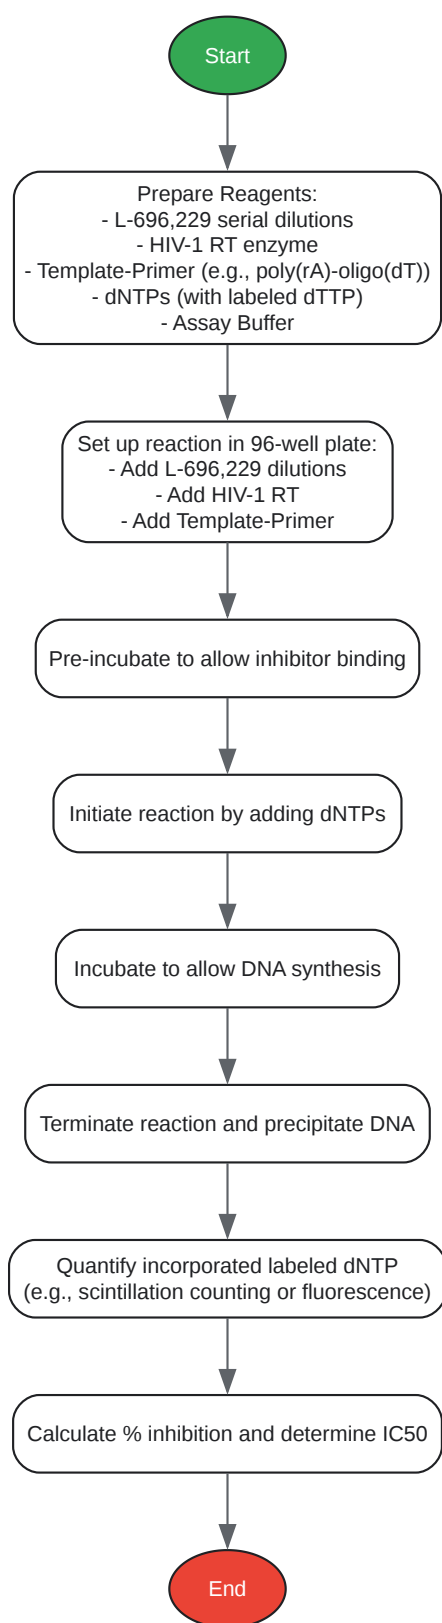 Start
Prepare Reagents:
- L-696,229 serial dilutions
- HIV-1 RT enzyme
- Template-Primer (e.g., poly(rA)-oligo(dT))
- dNTPs (with labeled dTTP)
- Assay Buffer
Set up reaction in 96-well plate:
- Add L-696,229 dilutions
- Add HIV-1 RT
- Add Template-Primer
Pre-incubate to allow inhibitor binding
Initiate reaction by adding dNTPs
Incubate to allow DNA synthesis
Terminate reaction and precipitate DNA
Quantify incorporated labeled dNTP
(e.g., scintillation counting or fluorescence)
Calculate % inhibition and determine IC50
End